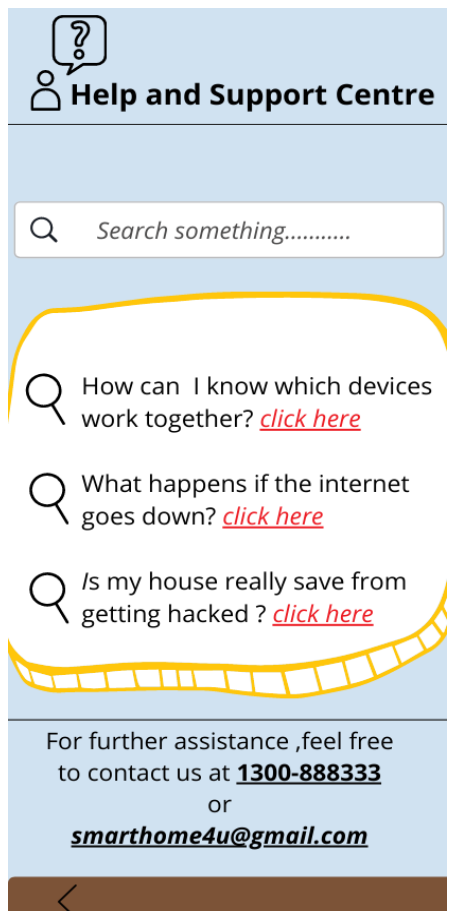 ?
Help and Support Centre
Search something...........
How can  I know which devices
work together? click here
What happens if the internet
goes down? click here
Is my house really save from
getting hacked ? click here
For further assistance ,feel free
to contact us at 1300-888333
or
smarthome4u@gmail.com